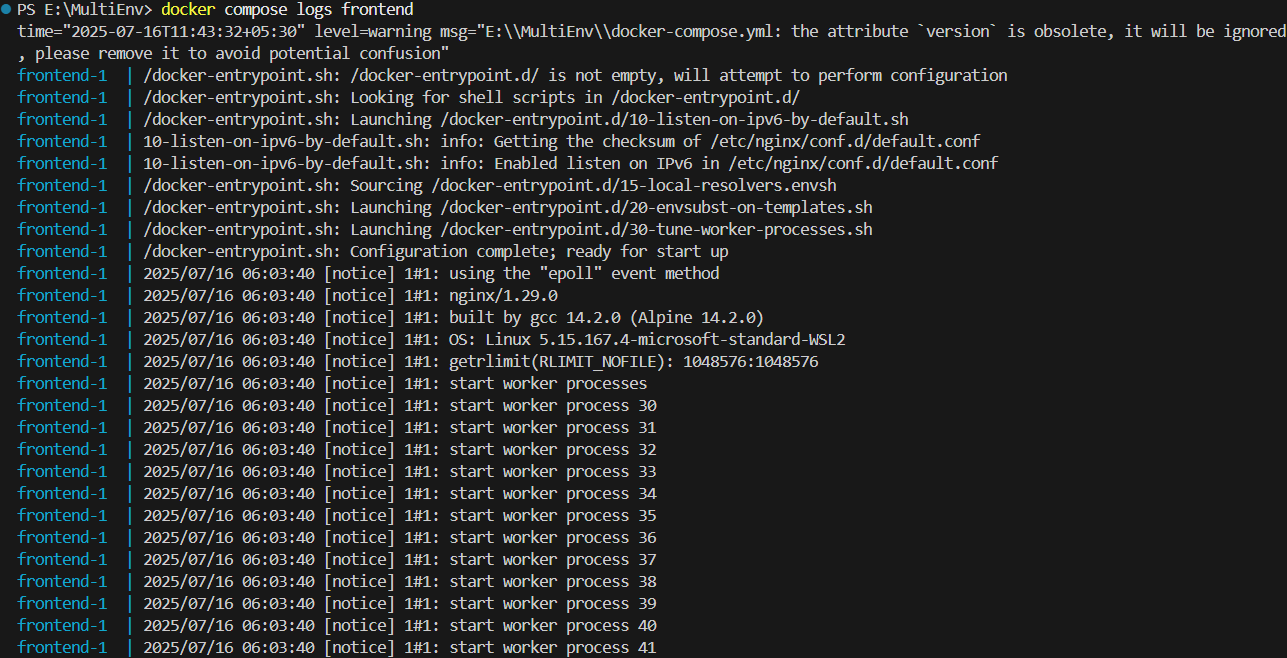 PS E:\MultiEnv> docker compose logs frontend
time="2025-07-16T11:43:32+05:30" level=warning msg="E:\\MultiEnv\\docker-compose.yml: the attribute `version` is obsolete, it will be ignored
, please remove it to avoid potential confusion"
frontend-1  | /docker-entrypoint.sh: /docker-entrypoint.d/ is not empty, will attempt to perform configuration
frontend-1  | /docker-entrypoint.sh: Looking for shell scripts in /docker-entrypoint.d/
frontend-1  | /docker-entrypoint.sh: Launching /docker-entrypoint.d/10-listen-on-ipv6-by-default.sh
frontend-1  | 10-listen-on-ipv6-by-default.sh: info: Getting the checksum of /etc/nginx/conf.d/default.conf
frontend-1  | 10-listen-on-ipv6-by-default.sh: info: Enabled listen on IPv6 in /etc/nginx/conf.d/default.conf
frontend-1  | /docker-entrypoint.sh: Sourcing /docker-entrypoint.d/15-local-resolvers.envsh
frontend-1  | /docker-entrypoint.sh: Launching /docker-entrypoint.d/20-envsubst-on-templates.sh
frontend-1  | /docker-entrypoint.sh: Launching /docker-entrypoint.d/30-tune-worker-processes.sh
frontend-1  | /docker-entrypoint.sh: Configuration complete; ready for start up
frontend-1  | 2025/07/16 06:03:40 [notice] 1#1: using the "epoll" event method
frontend-1  | 2025/07/16 06:03:40 [notice] 1#1: nginx/1.29.0
frontend-1  | 2025/07/16 06:03:40 [notice] 1#1: built by gcc 14.2.0 (Alpine 14.2.0)
frontend-1  | 2025/07/16 06:03:40 [notice] 1#1: OS: Linux 5.15.167.4-microsoft-standard-WSL2
frontend-1  | 2025/07/16 06:03:40 [notice] 1#1: getrlimit(RLIMIT_NOFILE): 1048576:1048576
frontend-1  | 2025/07/16 06:03:40 [notice] 1#1: start worker processes
frontend-1  | 2025/07/16 06:03:40 [notice] 1#1: start worker process 30
frontend-1  | 2025/07/16 06:03:40 [notice] 1#1: start worker process 31
frontend-1  | 2025/07/16 06:03:40 [notice] 1#1: start worker process 32
frontend-1  | 2025/07/16 06:03:40 [notice] 1#1: start worker process 33
frontend-1  | 2025/07/16 06:03:40 [notice] 1#1: start worker process 34
frontend-1  | 2025/07/16 06:03:40 [notice] 1#1: start worker process 35
frontend-1  | 2025/07/16 06:03:40 [notice] 1#1: start worker process 36
frontend-1  | 2025/07/16 06:03:40 [notice] 1#1: start worker process 37
frontend-1  | 2025/07/16 06:03:40 [notice] 1#1: start worker process 38
frontend-1  | 2025/07/16 06:03:40 [notice] 1#1: start worker process 39
frontend-1  | 2025/07/16 06:03:40 [notice] 1#1: start worker process 40
frontend-1  | 2025/07/16 06:03:40 [notice] 1#1: start worker process 41